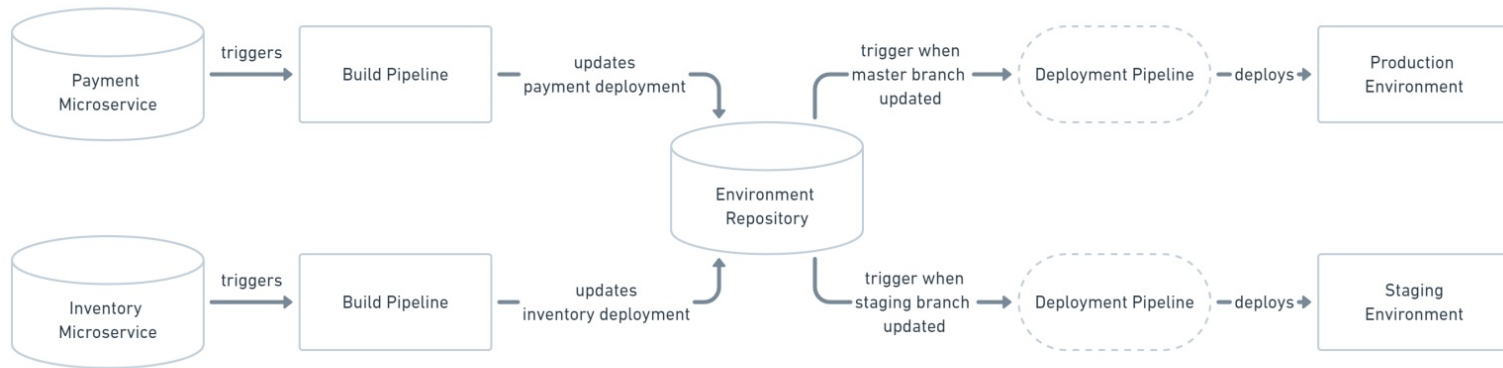 Payment
Microservice
triggers
Build Pipeline
updates
payment deployment
Environment
Repository
trigger when
master branch
updated
Deployment Pipeline
deploys
Production
Environment
Inventory
Microservice
triggers
Build Pipeline
updates
inventory deployment
trigger when
staging branch
updated
Deployment Pipeline
deploys
Staging
Environment